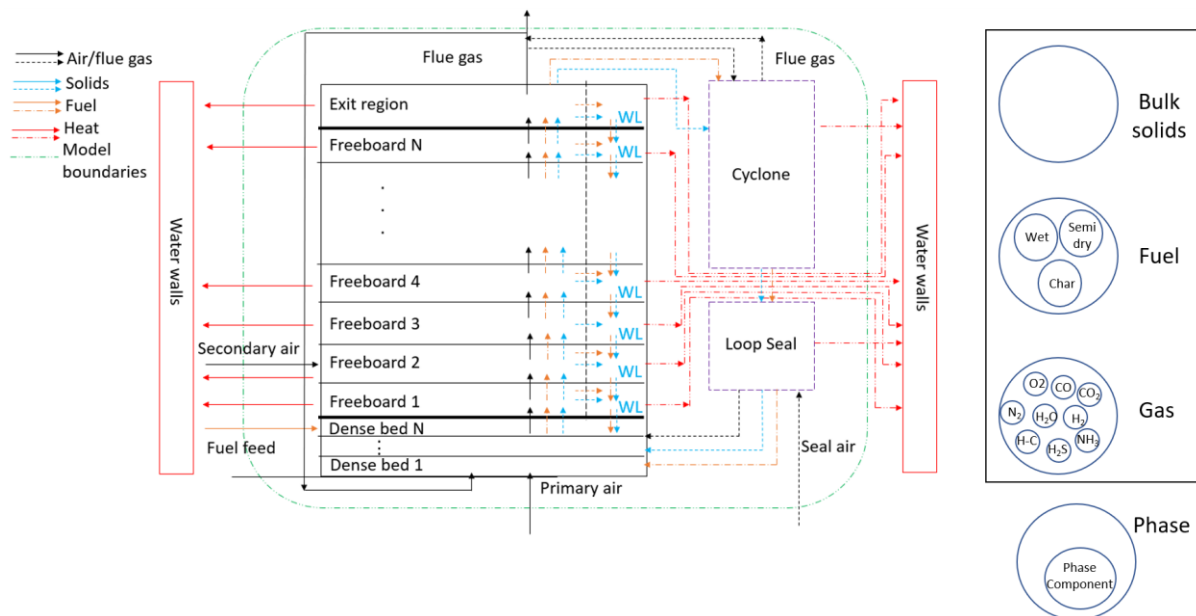 Air/flue gas
Solids
Fuel
Heat
Model
boundaries
Water walls
Flue gas
Flue gas
Exit region
WL
Freeboard N
WL
Cyclone
Freeboard 4
WL
Freeboard 3
Secondary air
Freeboard 2
WL
Freeboard 1
WL
Dense bed N
Fuel feed
Dense bed 1
Primary air
Loop Seal
Seal air
Water walls
Bulk
solids
Wet
Semi
dry
Char
Fuel
O2
CO
CO₂
N₂
H₂O
H₂
H-C
H₂S
NH₃
Gas
Phase
Phase
Component